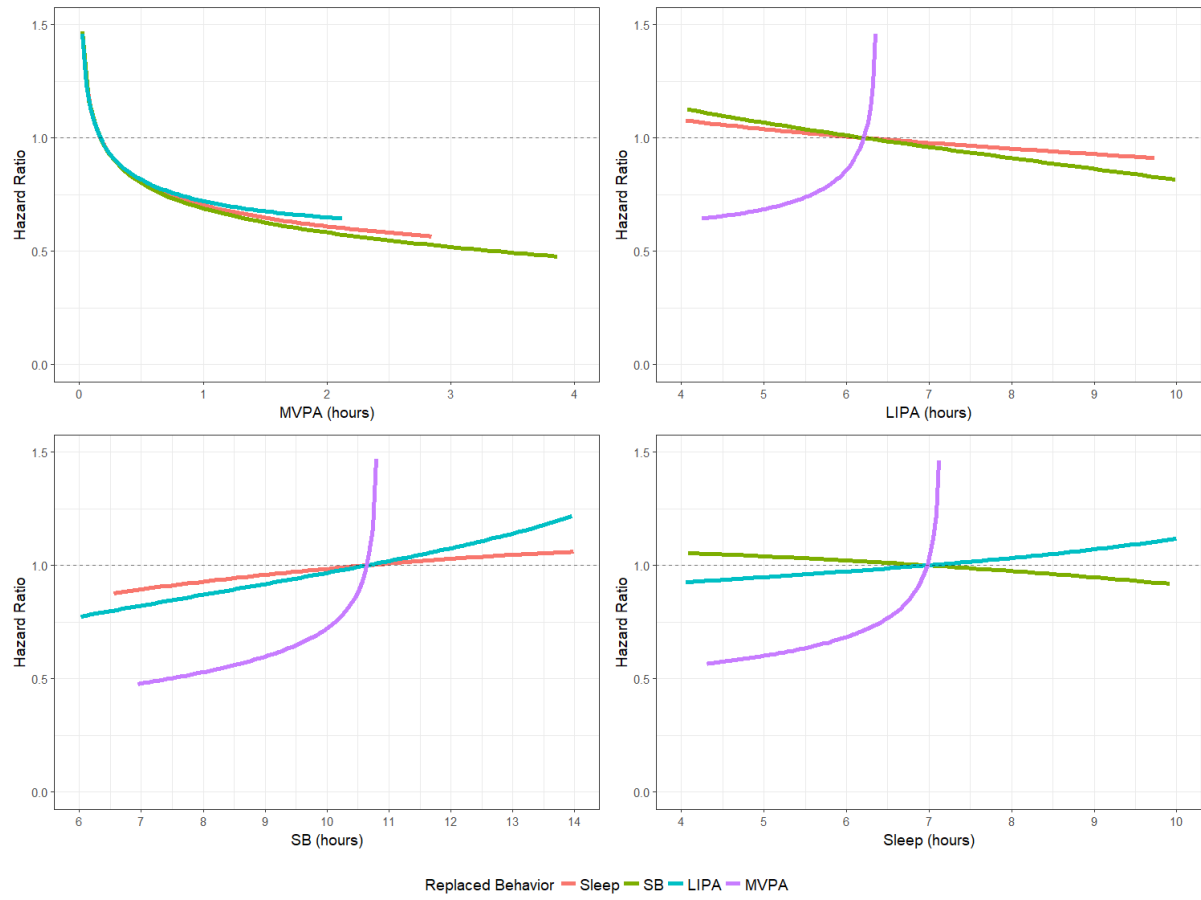 1.5
1.0
0.5
0.0
Hazard Ratio
0 1 2 3 4
MVPA (hours)
1.5
1.0
0.5
0.0
Hazard Ratio
4 5 6 7 8 9 10
LIPA (hours)
1.5
1.0
0.5
0.0
Hazard Ratio
6 7 8 9 10 11 12 13 14
SB (hours)
1.5
1.0
0.5
0.0
Hazard Ratio
4 5 6 7 8 9 10
Sleep (hours)
Replaced Behavior Sleep SB LIPA MVPA